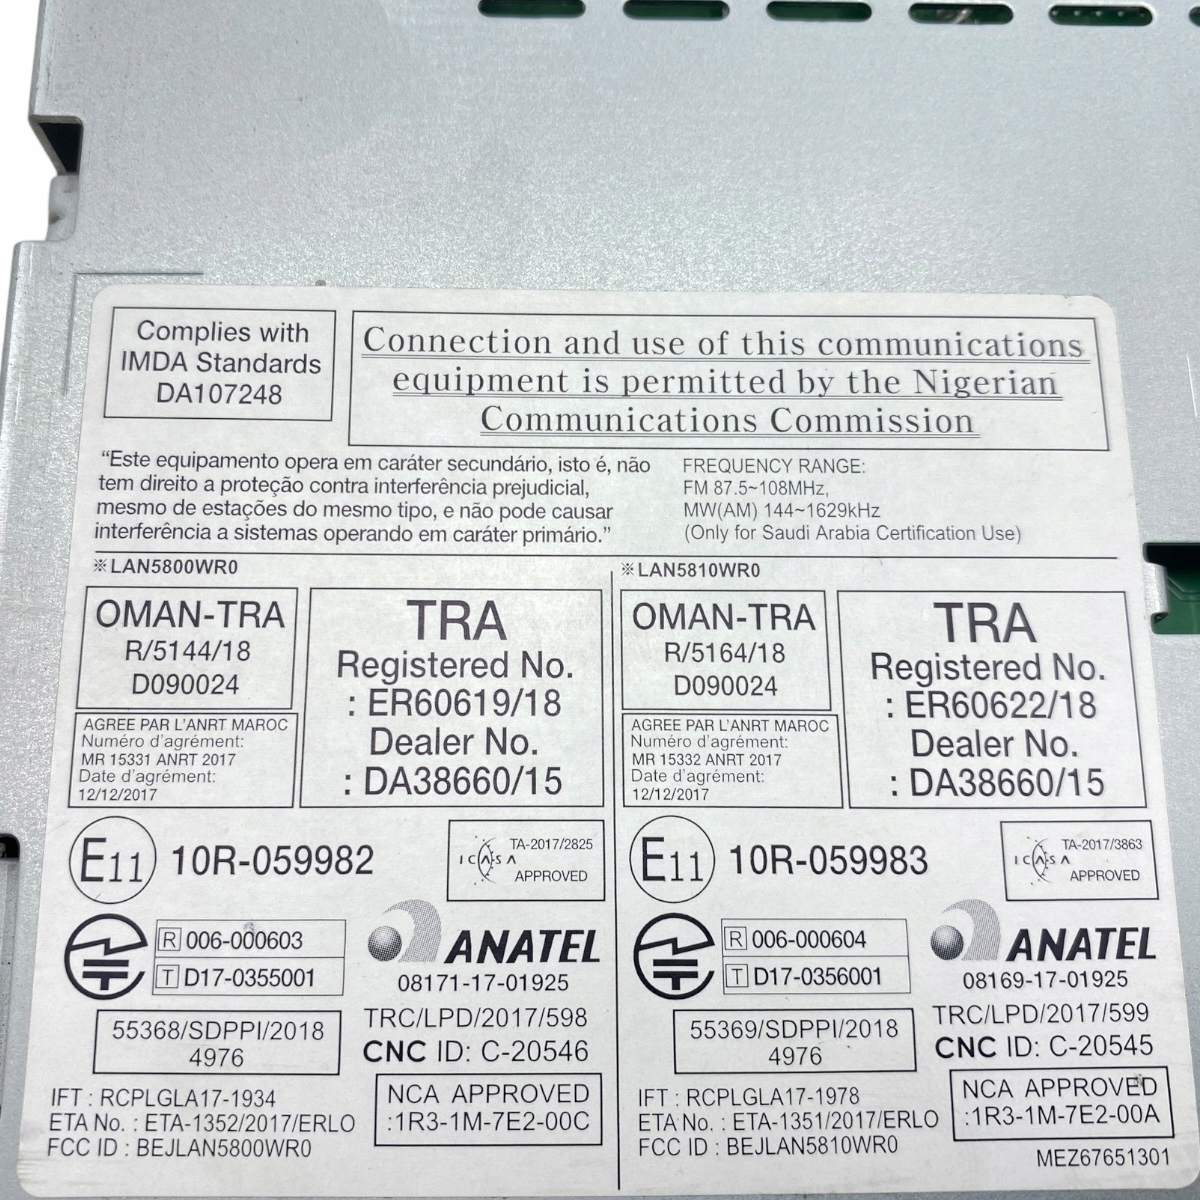 Complies with
IMDA Standards
DA107248
Connection and use of this communications
equipment is permitted by the Nigerian
Communications Commission
“Este equipamento opera em caráter secundário, isto é, não
tem direito a proteção contra interferência prejudicial,
mesmo de estações do mesmo tipo, e não pode causar
interferência a sistemas operando em caráter primário.”
FREQUENCY RANGE:
FM 87.5~108MHz,
MW(AM) 144~1629kHz
(Only for Saudi Arabia Certification Use)
※LAN5800WR0
OMAN-TRA
R/5144/18
D090024
TRA
Registered No.
: ER60619/18
Dealer No.
: DA38660/15
AGREE PAR L'ANRT MAROC
Numéro d'agrément:
MR 15331 ANRT 2017
Date d'agrément:
12/12/2017
E11 10R-059982
ICASA
TA-2017/2825
APPROVED
R 006-000603
T D17-0355001
ANATEL
08171-17-01925
55368/SDPPI/2018
4976
TRC/LPD/2017/598
CNC ID: C-20546
IFT : RCPLGLA17-1934
ETA No. : ETA-1352/2017/ERLO
FCC ID : BEJLAN5800WR0
NCA APPROVED
:1R3-1M-7E2-00C
※LAN5810WR0
OMAN-TRA
R/5164/18
D090024
TRA
Registered No.
: ER60622/18
Dealer No.
: DA38660/15
AGREE PAR L'ANRT MAROC
Numéro d'agrément:
MR 15332 ANRT 2017
Date d'agrément:
12/12/2017
E11 10R-059983
ICASA
TA-2017/3863
APPROVED
R 006-000604
T D17-0356001
ANATEL
08169-17-01925
55369/SDPPI/2018
4976
TRC/LPD/2017/599
CNC ID: C-20545
IFT : RCPLGLA17-1978
ETA No. : ETA-1351/2017/ERLO
FCC ID : BEJLAN5810WR0
NCA APPROVED
:1R3-1M-7E2-00A
MEZ67651301